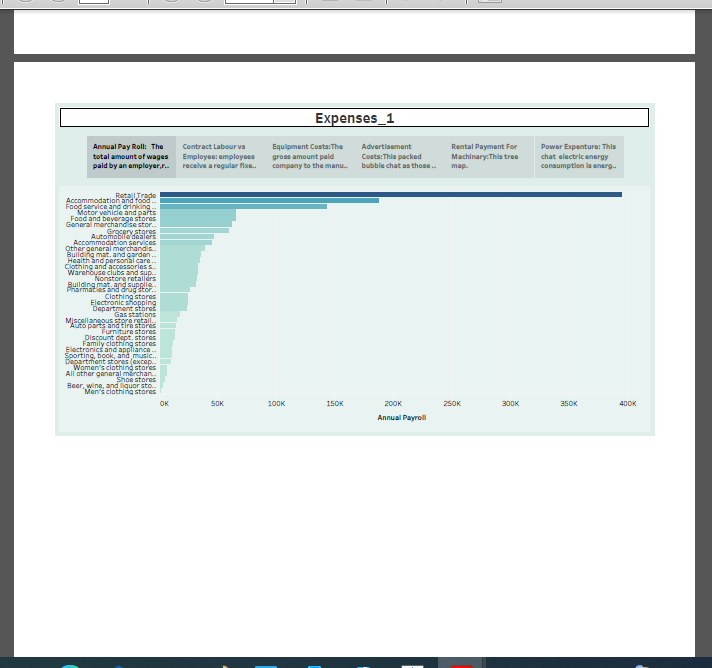 Expenses_1
Annual Pay Roll: The
total amount of wages
paid by an employer,r..
Contract Labour vs
Employee: employees
receive a regular fixe..
Equipment Costs:The
gross amount paid
company to the manu..
Advertisement
Costs:This packed
bubble chat as those ..
Rental Payment For
Machinary:This tree
map.
Power Expenture: This
chat electric energy
consumption is energ..
Retail Trade
Accommodation and food ..
Food service and drinking ..
Motor vehicle and parts
Food and beverage stores
General merchandise stor..
Grocery stores
Automobile dealers
Accommodation services
Other general merchandis..
Building mat. and garden ..
Health and personal care ..
Clothing and accessories s..
Warehouse clubs and sup..
Nonstore retailers
Building mat. and supplie..
Pharmacies and drug stor..
Clothing stores
Electronic shopping
Department stores
Gas stations
Miscellaneous store retail..
Auto parts and tire stores
Furniture stores
Discount dept. stores
Family clothing stores
Electronics and appliance ..
Sporting, book, and music..
Department stores (excep..
Women's clothing stores
All other general merchan..
Shoe stores
Beer, wine, and liquor sto..
Men's clothing stores
0K 50K 100K 150K 200K 250K 300K 350K 400K
Annual Payroll